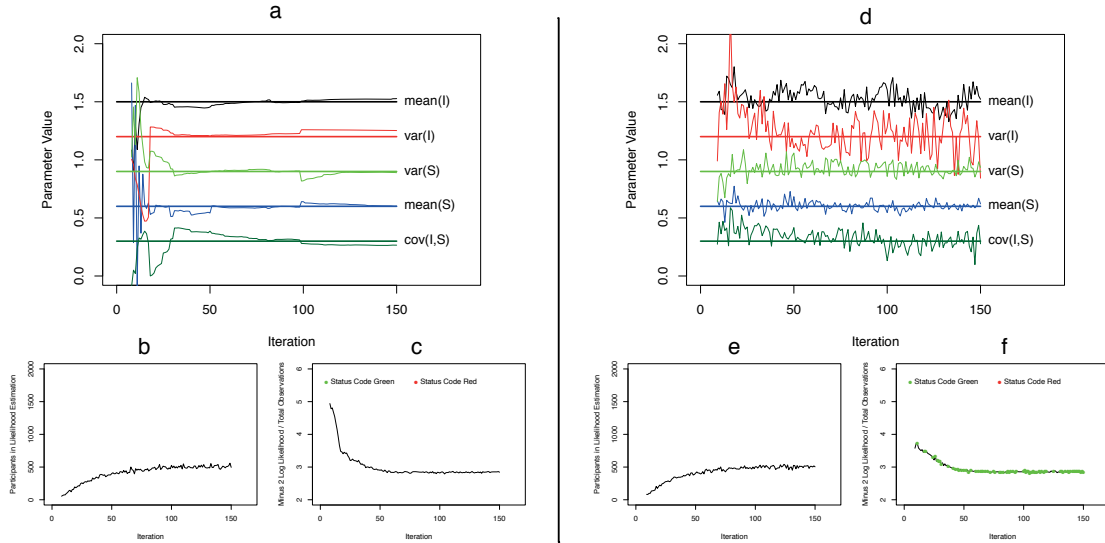 a
Parameter Value
2.0
1.5
1.0
0.5
0.0
mean(I)
var(I)
var(S)
mean(S)
cov(I,S)
0 50 100 150
Iteration
b
Participants in Likelihood Estimation
2000
1500
1000
500
0
0 50 100 150
Iteration
c
Minus 2 Log Likelihood / Total Observations
6
5
4
3
2
Status Code Green Status Code Red
0 50 100 150
Iteration
d
Parameter Value
2.0
1.5
1.0
0.5
0.0
mean(I)
var(I)
var(S)
mean(S)
cov(I,S)
0 50 100 150
Iteration
e
Participants in Likelihood Estimation
2000
1500
1000
500
0
0 50 100 150
Iteration
f
Minus 2 Log Likelihood / Total Observations
6
5
4
3
2
Status Code Green Status Code Red
0 50 100 150
Iteration